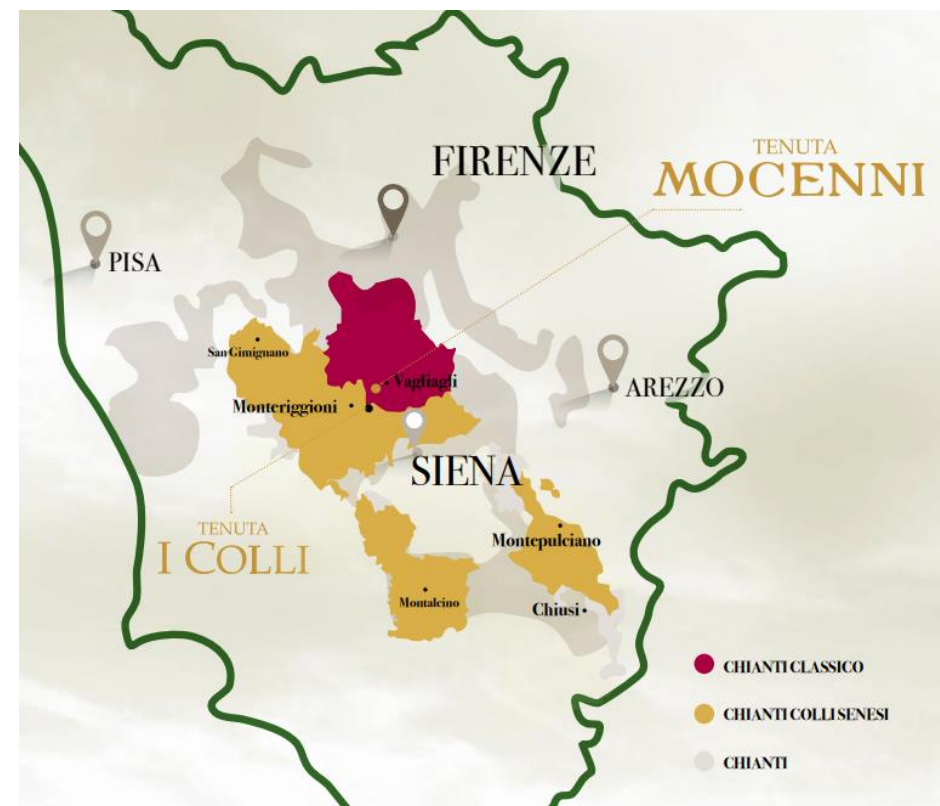 FIRENZE
TENUTA
MOCENNI
PISA
San Gimignano
Vagliagli
AREZZO
Monteriggioni
SIENA
TENUTA
I COLLI
Montepulciano
Montalcino
Chiusi
CHIANTI CLASSICO
CHIANTI COLLI SENESI
CHIANTI